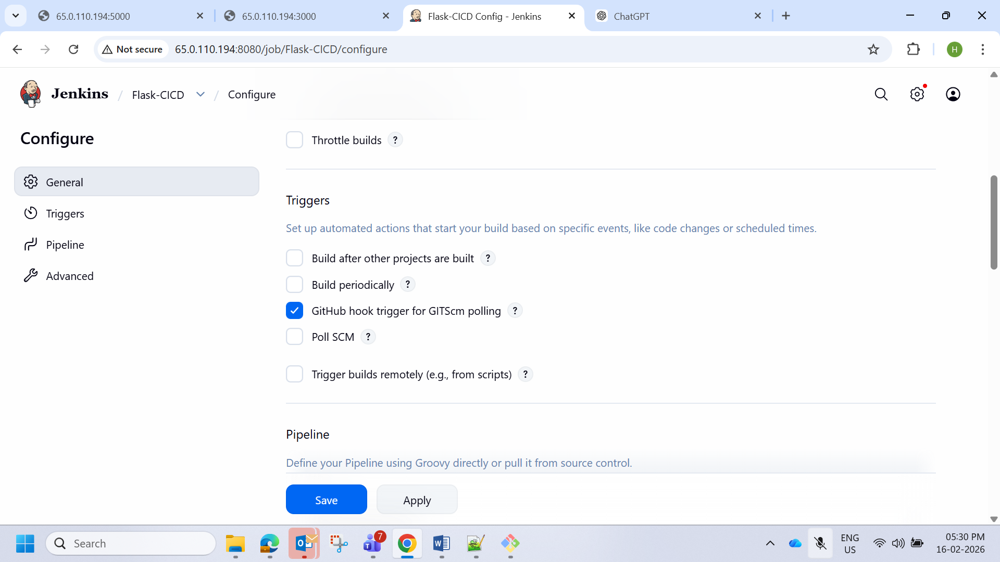 65.0.110.194:5000
65.0.110.194:3000
Flask-CICD Config - Jenkins
ChatGPT
Not secure
65.0.110.194:8080/job/Flask-CICD/configure
H
Jenkins / Flask-CICD / Configure
Configure
General
Triggers
Pipeline
Advanced
Throttle builds ?
Triggers
Set up automated actions that start your build based on specific events, like code changes or scheduled times.
Build after other projects are built ?
Build periodically ?
GitHub hook trigger for GITScm polling ?
Poll SCM ?
Trigger builds remotely (e.g., from scripts) ?
Pipeline
Define your Pipeline using Groovy directly or pull it from source control.
Save
Apply
Search
7
ENG
US
05:30 PM
16-02-2026